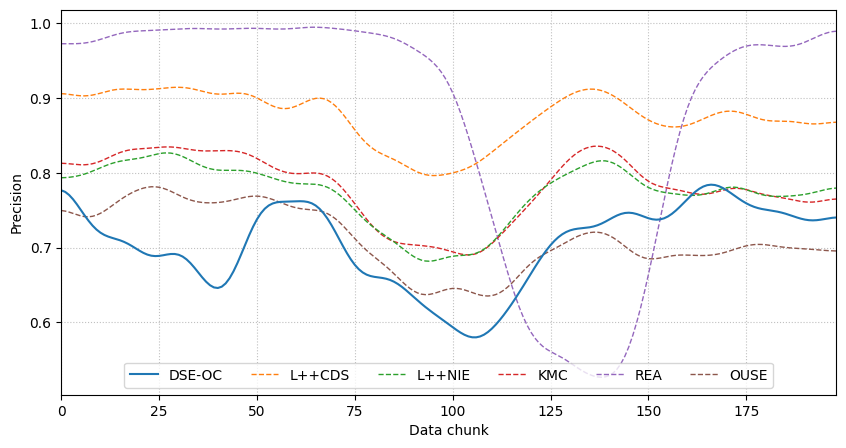 1.0
0.9
0.8
0.7
0.6
Precision
DSE-OC L++CDS L++NIE KMC REA OUSE
0 25 50 75 100 125 150 175
Data chunk